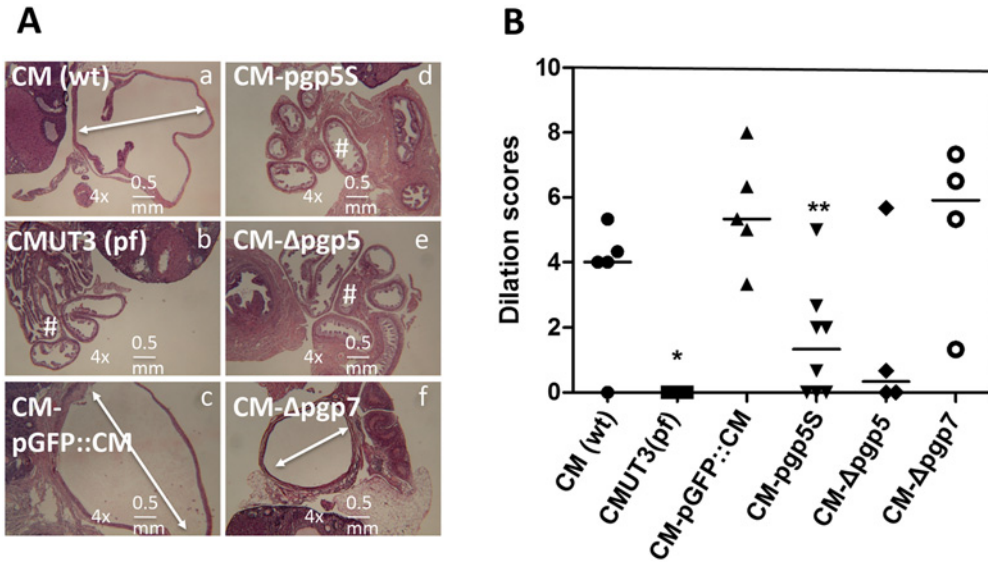 A
CM (wt)
a
4x
0.5
mm
CM-pgp5S
d
#
4x
0.5
mm
CMUT3 (pf)
b
#
4x
0.5
mm
CM-Δpgp5
e
#
4x
0.5
mm
CM-
pGFP::CM
c
4x
0.5
mm
CM-Δpgp7
f
4x
0.5
mm
B
Dilation scores
10
8
6
4
2
0
*
**
CM (wt)
CMUT3(pf)
CM-pGFP::CM
CM-pgp5S
CM-Δpgp5
CM-Δpgp7